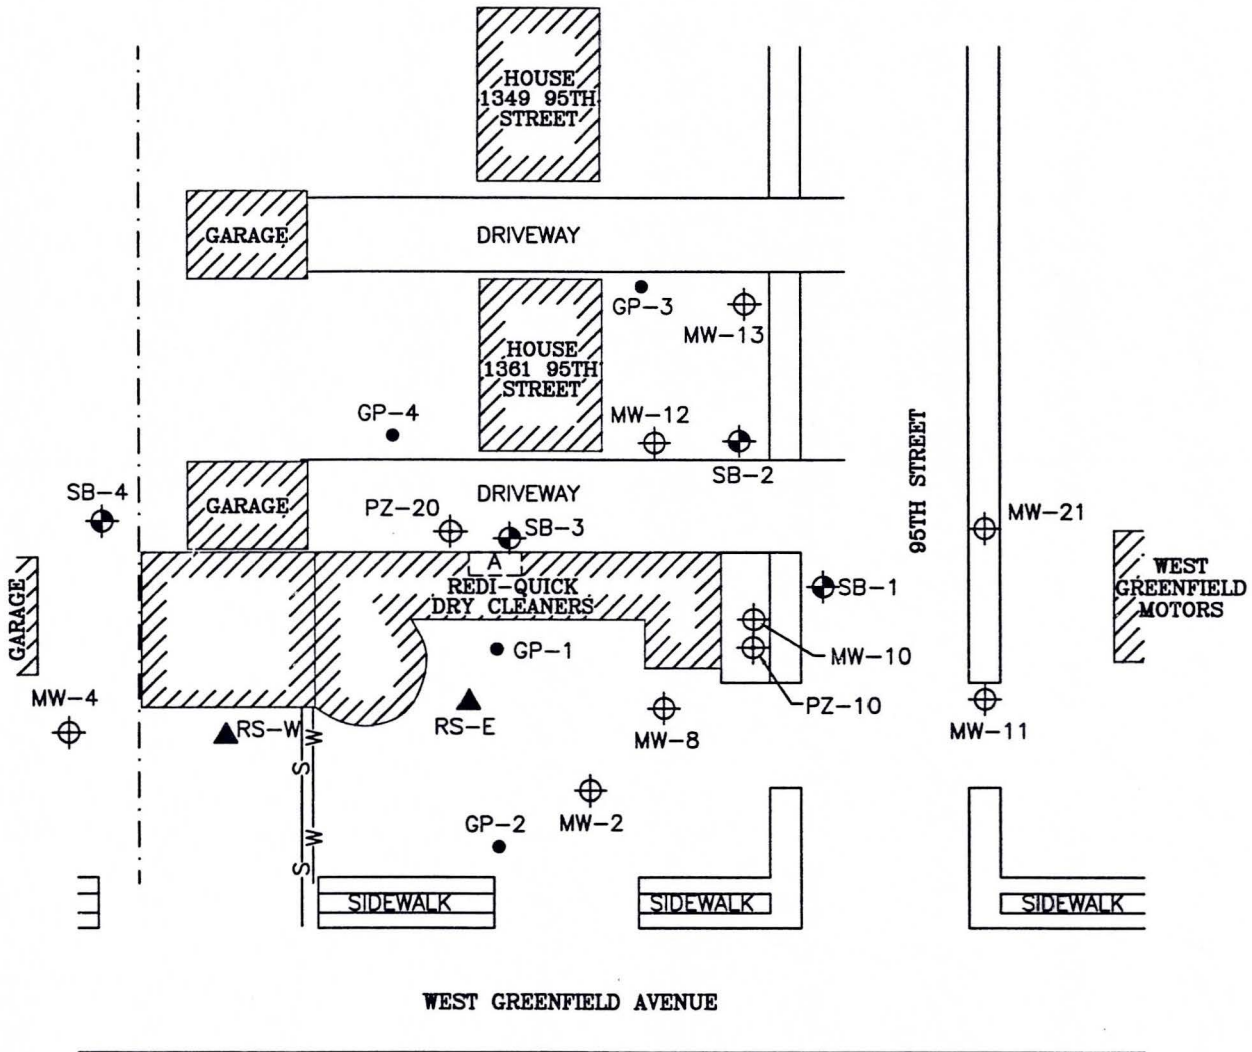 HOUSE
1349 95TH
STREET
GARAGE
DRIVEWAY
GP-3
MW-13
HOUSE
1361 95TH
STREET
GP-4
MW-12
SB-2
95TH STREET
SB-4
GARAGE
DRIVEWAY
PZ-20
SB-3
MW-21
A
REDI-QUICK
DRY CLEANERS
SB-1
WEST
GREENFIELD
MOTORS
GARAGE
GP-1
MW-10
MW-4
RS-W
RS-E
MW-8
PZ-10
MW-11
W
S
MW-2
GP-2
W
S
SIDEWALK
SIDEWALK
SIDEWALK
WEST GREENFIELD AVENUE